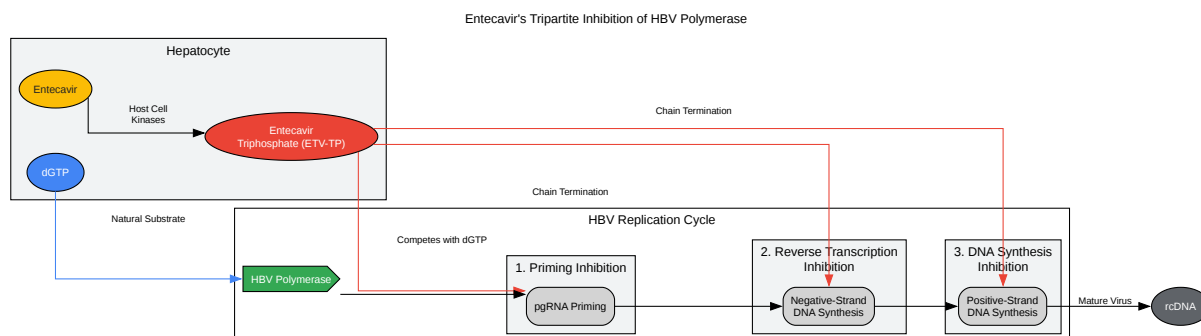 Entecavir's Tripartite Inhibition of HBV Polymerase
Hepatocyte
Entecavir
Host Cell
Kinases
Entecavir
Triphosphate (ETV-TP)
Chain Termination
dGTP
Chain Termination
Natural Substrate
HBV Replication Cycle
Competes with dGTP
HBV Polymerase
1. Priming Inhibition
pgRNA Priming
2. Reverse Transcription
Inhibition
Negative-Strand
DNA Synthesis
3. DNA Synthesis
Inhibition
Positive-Strand
DNA Synthesis
Mature Virus
rcDNA